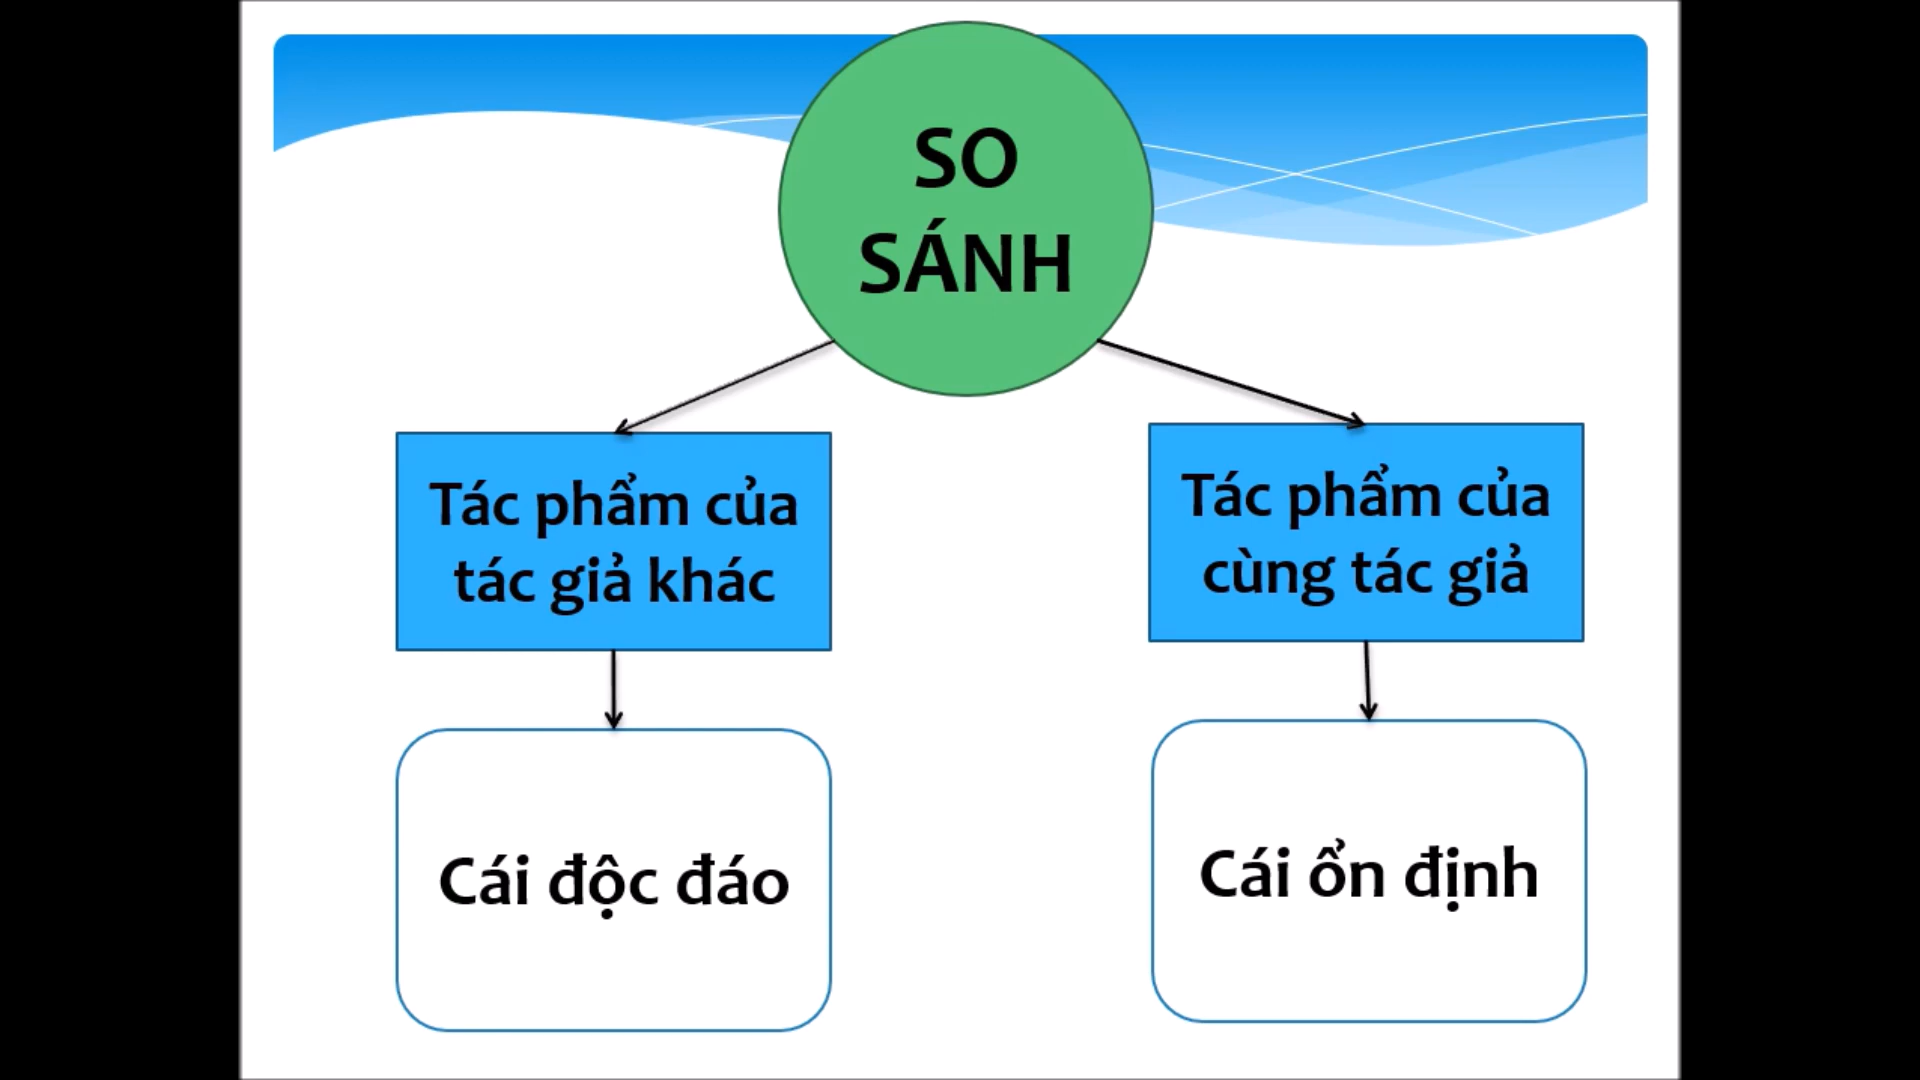 SO
SÁNH
Tác phẩm của
tác giả khác
Tác phẩm của
cùng tác giả
Cái độc đáo
Cái ổn định